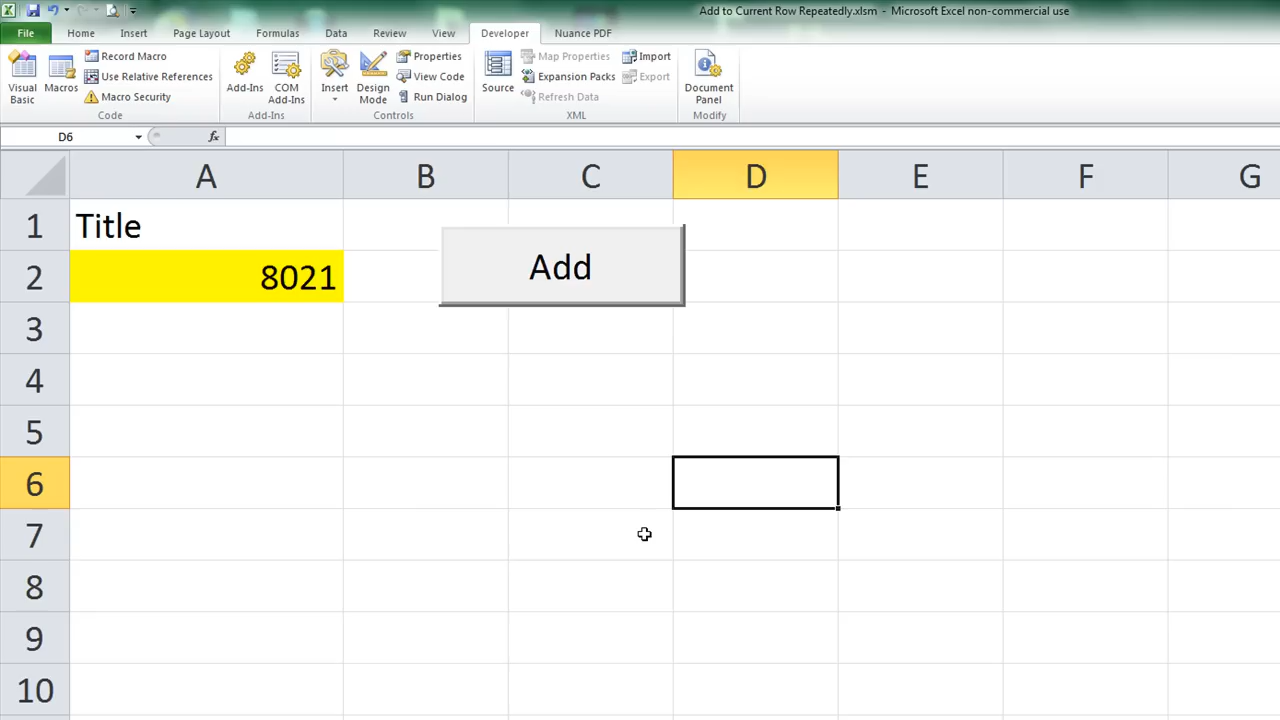 Add to Current Row Repeatedly.xlsm - Microsoft Excel non-commercial use
File Home Insert Page Layout Formulas Data Review View Developer Nuance PDF
Visual Basic
Macros
Record Macro
Use Relative References
Macro Security
Code
Add-Ins
COM Add-Ins
Add-Ins
Insert
Design Mode
Properties
View Code
Run Dialog
Controls
Source
Map Properties
Expansion Packs
Refresh Data
Import
Export
XML
Document Panel
Modify
D6 fx
A B C D E F G
1 Title
Add
2 8021
3
4
5
6
7
8
9
10